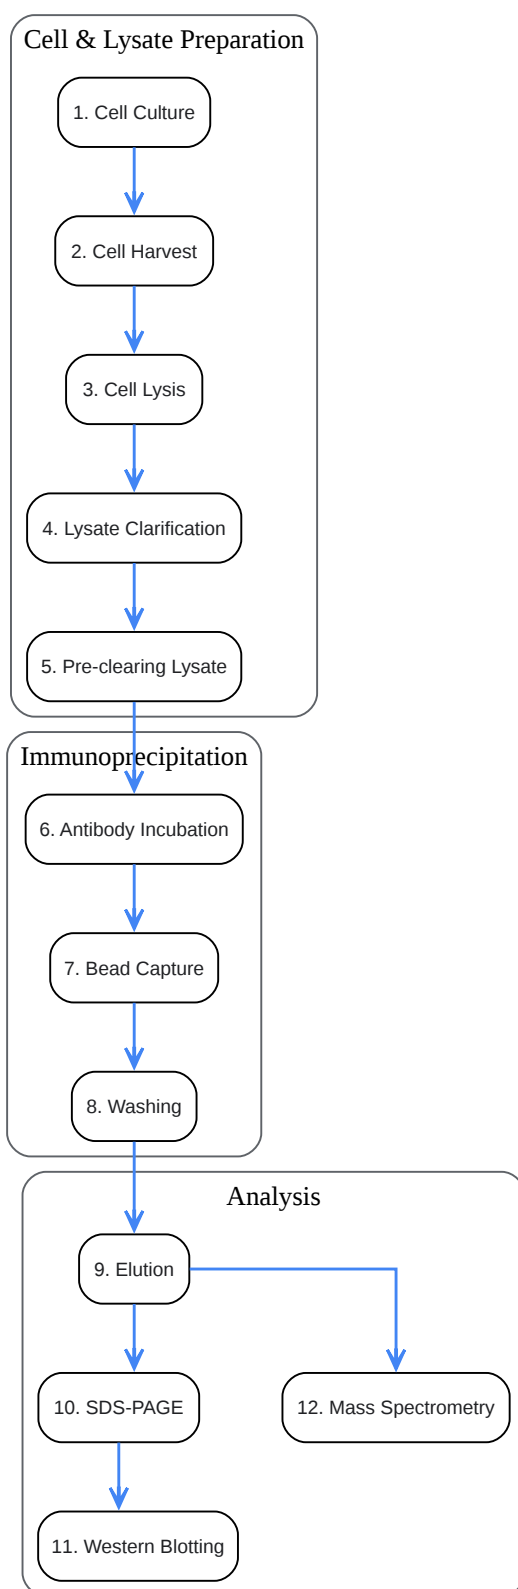 Cell & Lysate Preparation
1. Cell Culture
2. Cell Harvest
3. Cell Lysis
4. Lysate Clarification
5. Pre-clearing Lysate
Immunoprecipitation
6. Antibody Incubation
7. Bead Capture
8. Washing
Analysis
9. Elution
10. SDS-PAGE
12. Mass Spectrometry
11. Western Blotting